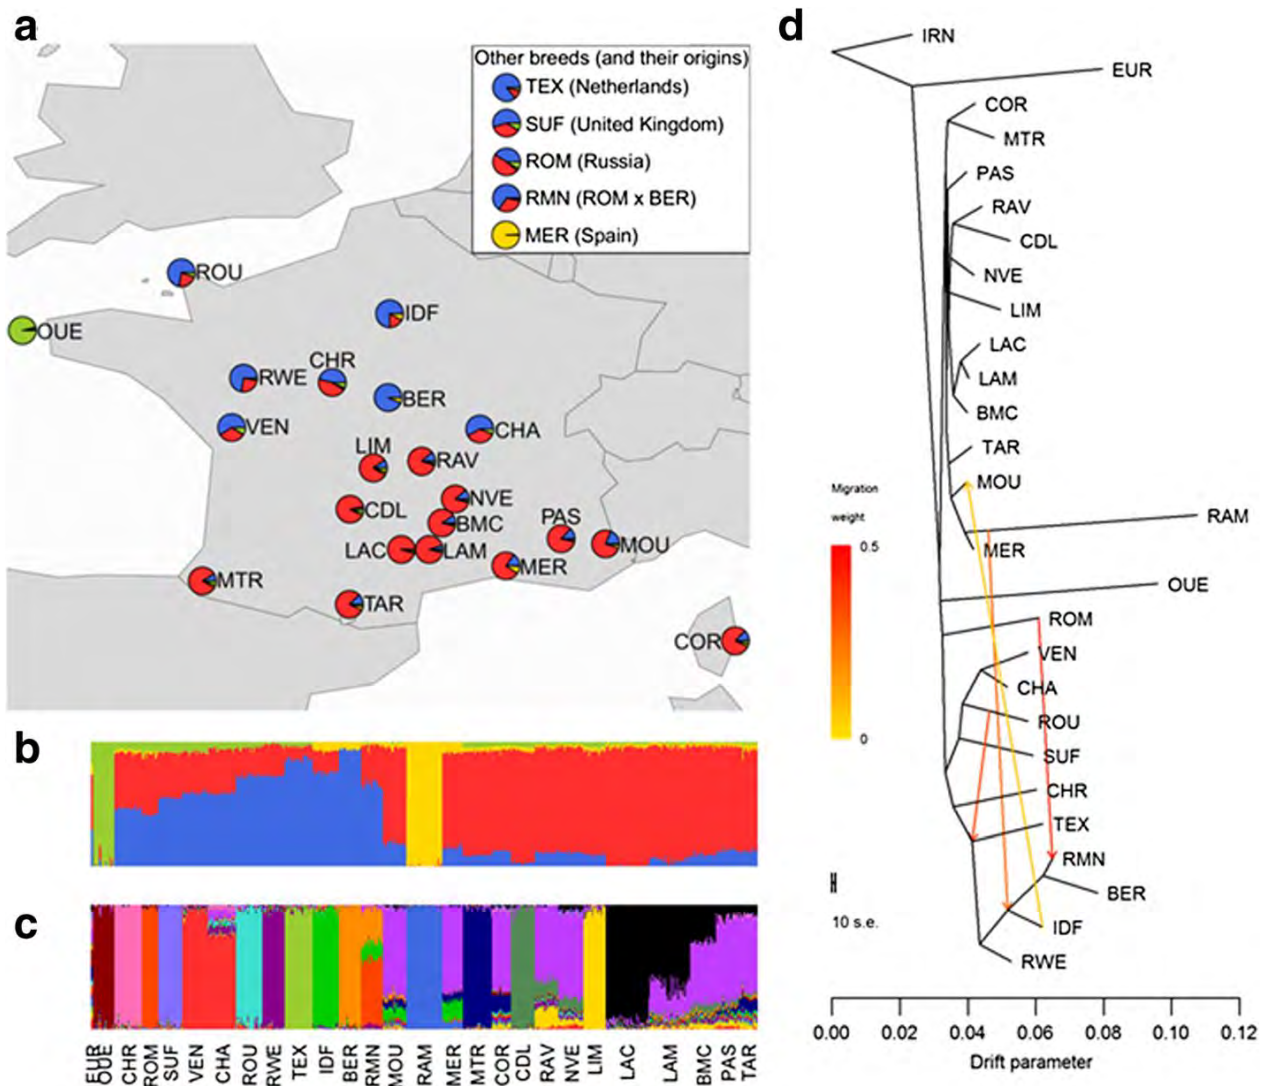 a
Other breeds (and their origins)
TEX (Netherlands)
SUF (United Kingdom)
ROM (Russia)
RMN (ROM x BER)
MER (Spain)
ROU
OUE
IDF
CHR
RWE
BER
VEN
CHA
LIM
RAV
NVE
CDL
BMC
PAS
LAC
LAM
MOU
MER
MTR
TAR
COR
b
c
EUR
OUE
CHR
ROM
SUF
VEN
CHA
ROU
RWE
TEX
IDF
BER
RMN
MOU
RAM
MER
MTR
COR
CDL
RAV
NVE
LIM
LAC
LAM
BMC
PAS
TAR
d
IRN
EUR
COR
MTR
PAS
RAV
CDL
NVE
LIM
LAC
LAM
BMC
TAR
MOU
RAM
MER
OUE
ROM
VEN
CHA
ROU
SUF
CHR
TEX
RMN
BER
IDF
RWE
Migration
weight
0.5
0
10 s.e.
0.00 0.02 0.04 0.06 0.08 0.10 0.12
Drift parameter